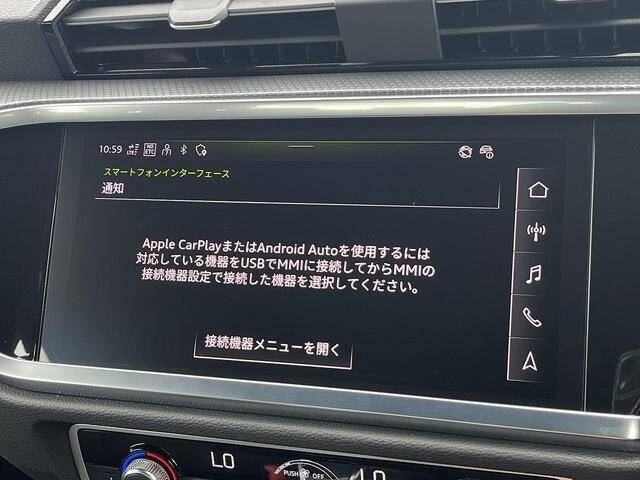 10:59 LTE NO ETC
スマートフォンインターフェース
通知
Apple CarPlayまたはAndroid Autoを使用するには
対応している機器をUSBでMMIに接続してからMMIの
接続機器設定で接続した機器を選択してください。
接続機器メニューを開く
LO
PUSH OFF
LO